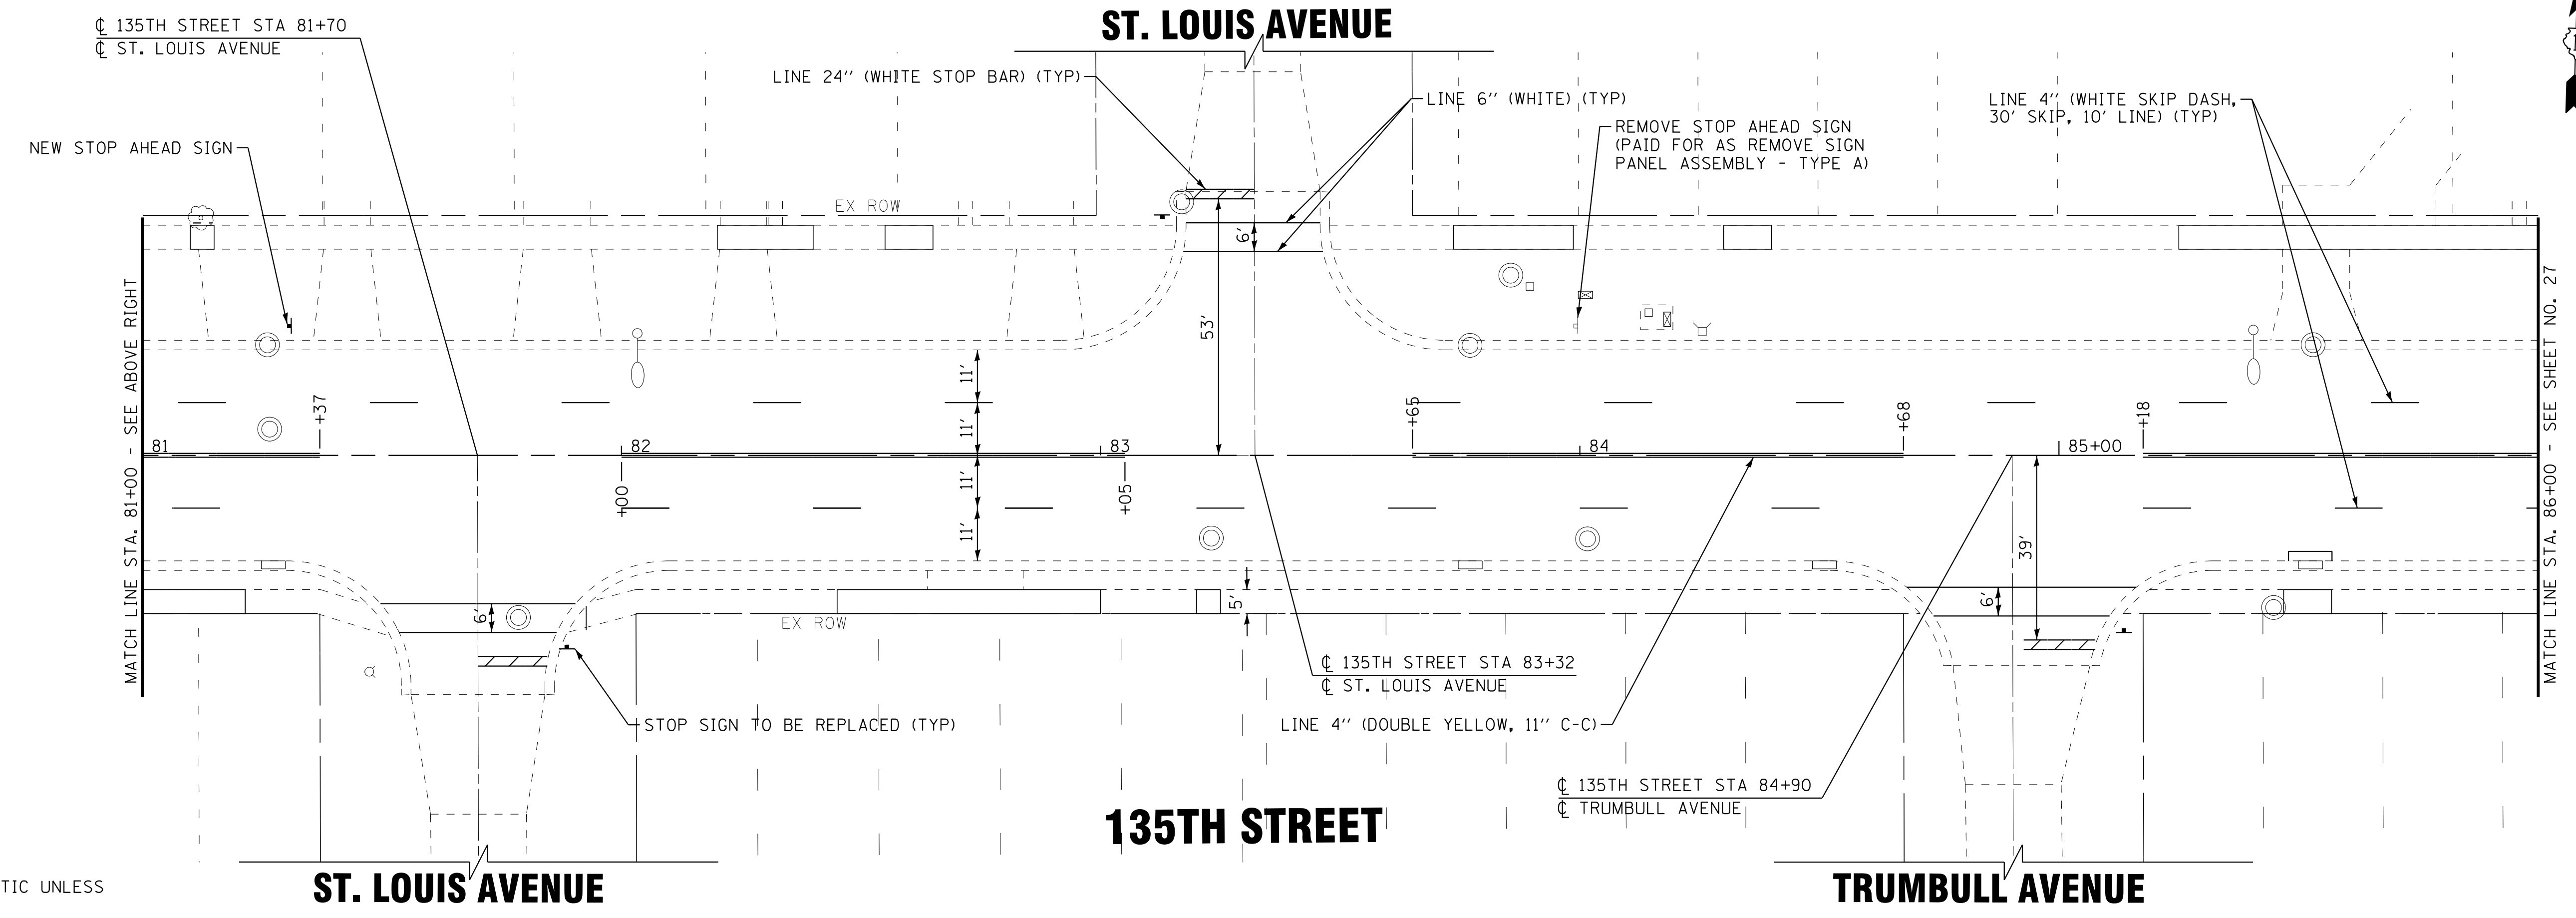 ℄ 135TH STREET STA 81+70
℄ ST. LOUIS AVENUE
ST. LOUIS AVENUE
LINE 24'' (WHITE STOP BAR) (TYP)
LINE 6'' (WHITE) (TYP)
LINE 4'' (WHITE SKIP DASH,
30' SKIP, 10' LINE) (TYP)
REMOVE STOP AHEAD SIGN
(PAID FOR AS REMOVE SIGN
PANEL ASSEMBLY - TYPE A)
NEW STOP AHEAD SIGN
EX ROW
6'
53'
MATCH LINE STA. 81+00 - SEE ABOVE RIGHT
MATCH LINE STA. 86+00 - SEE SHEET NO. 27
11'
11'
11'
11'
+37
+65
+68
+18
81
82
83
84
85+00
+00
+05
39'
6'
5'
6'
EX ROW
℄ 135TH STREET STA 83+32
℄ ST. LOUIS AVENUE
STOP SIGN TO BE REPLACED (TYP)
LINE 4'' (DOUBLE YELLOW, 11'' C-C)
℄ 135TH STREET STA 84+90
℄ TRUMBULL AVENUE
135TH STREET
TIC UNLESS
ST. LOUIS AVENUE
TRUMBULL AVENUE